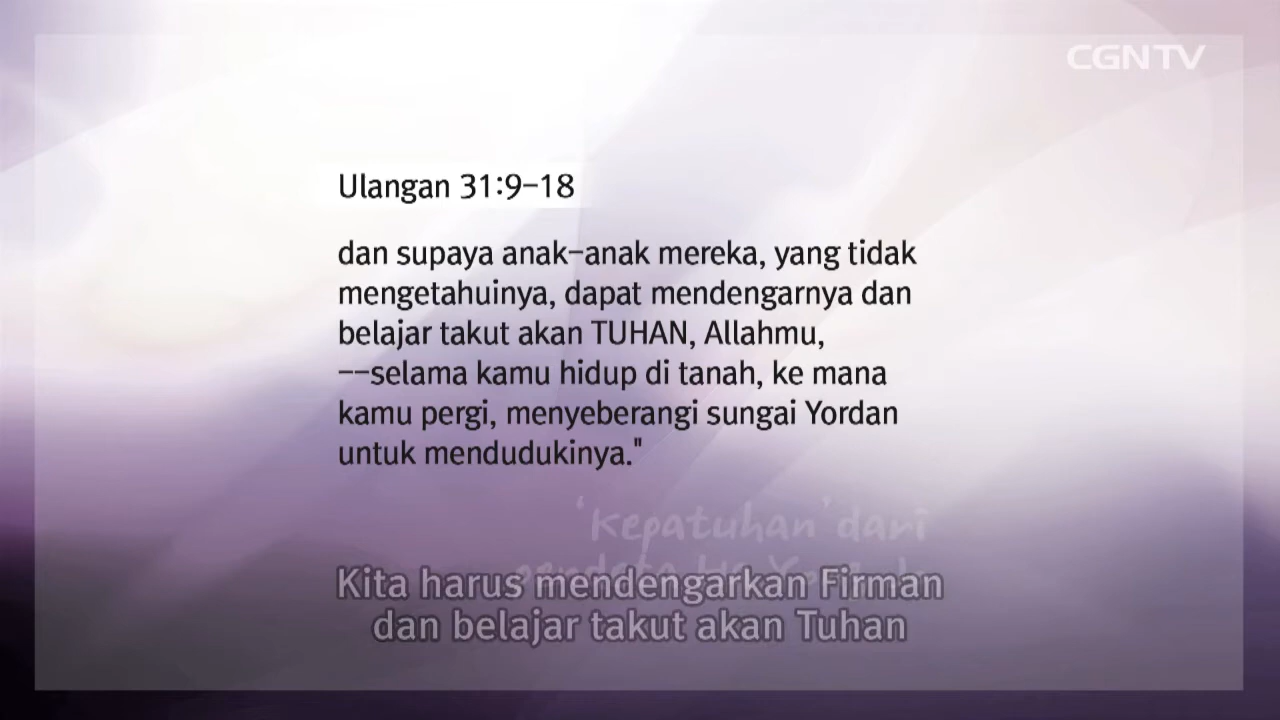 CGNTV
Ulangan 31:9-18
dan supaya anak-anak mereka, yang tidak
mengetahuinya, dapat mendengarnya dan
belajar takut akan TUHAN, Allahmu,
--selama kamu hidup di tanah, ke mana
kamu pergi, menyeberangi sungai Yordan
untuk mendudukinya."
'Kepatuhan' dari
Kita harus mendengarkan Firman
dan belajar takut akan Tuhan